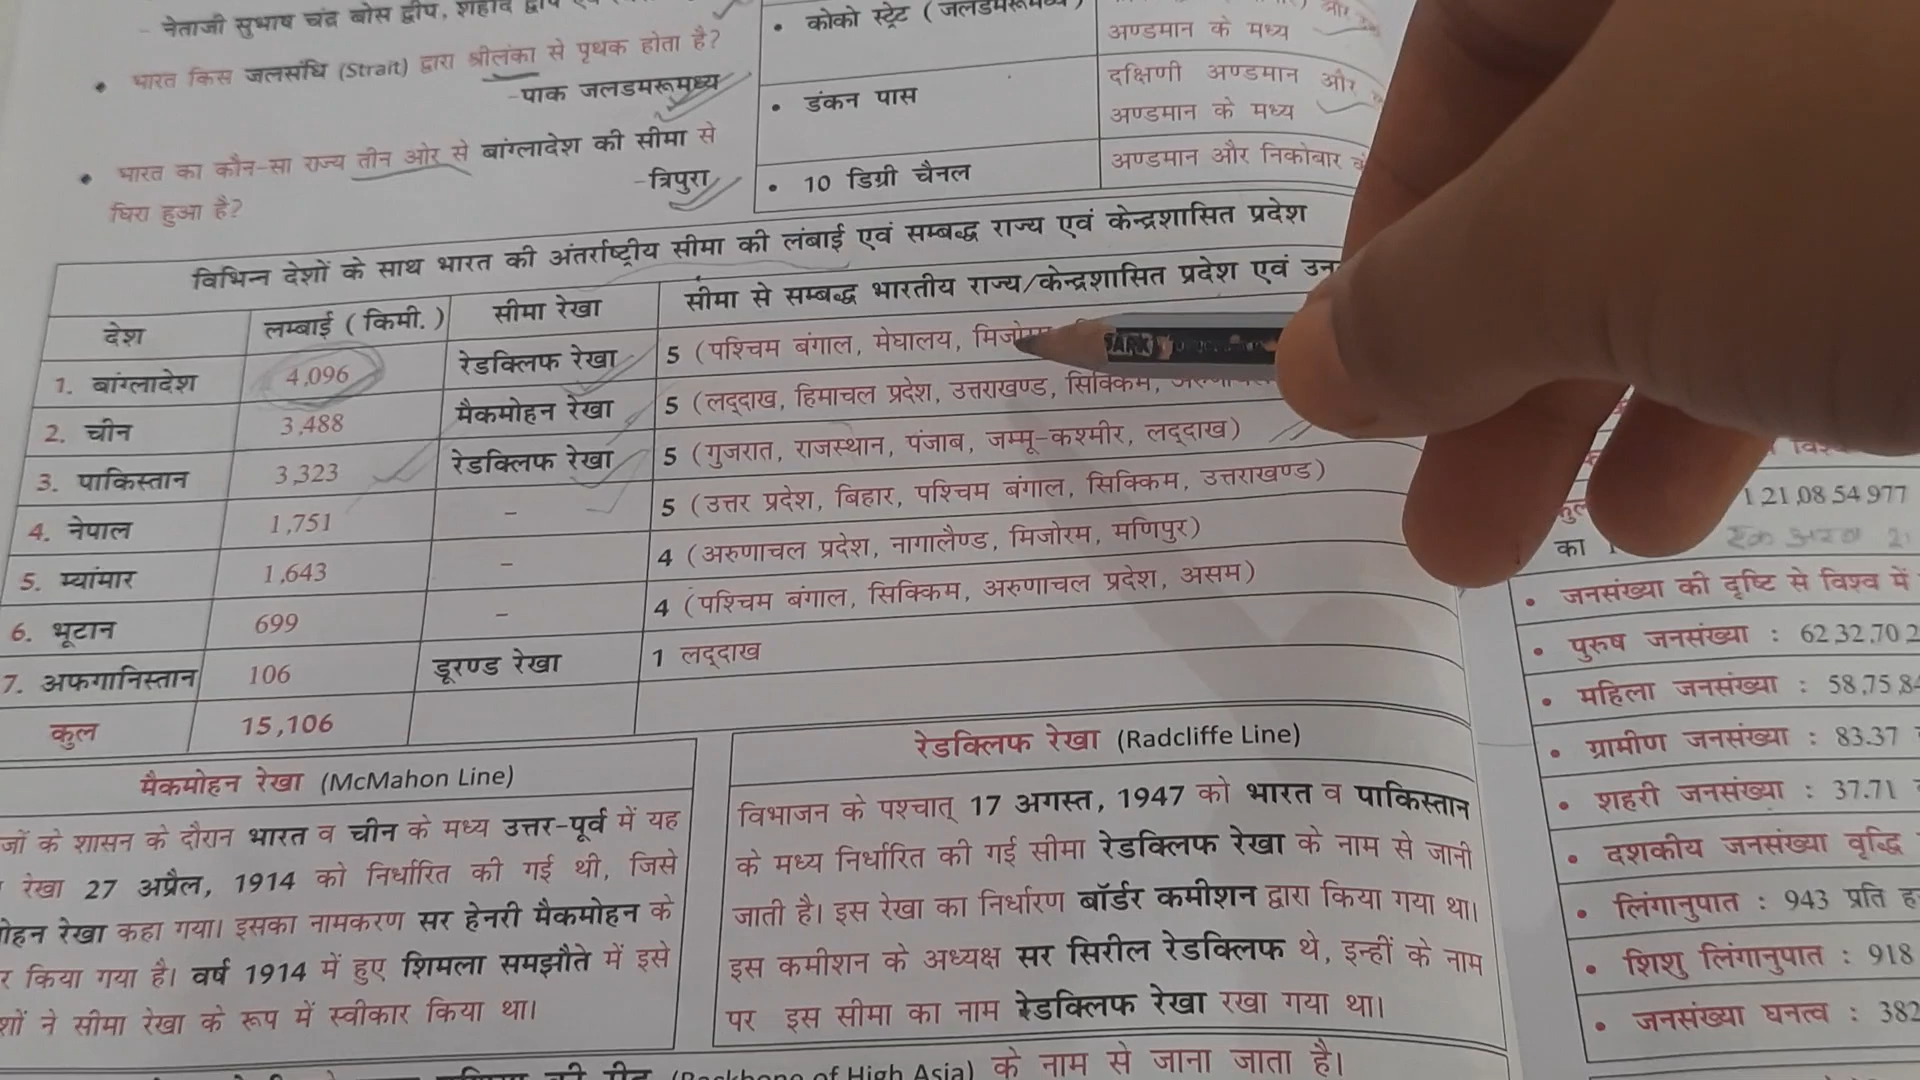 - नेताजी सुभाष चंद्र बोस द्वीप, शहीद द्वीप
• भारत किस जलसंधि (Strait) द्वारा श्रीलंका से पृथक होता है?
-पाक जलडमरूमध्य
• भारत का कौन-सा राज्य तीन ओर से बांग्लादेश की सीमा से
घिरा हुआ है?
-त्रिपुरा
• कोको स्ट्रेट (जलडमरूमध्य)
और
अण्डमान के मध्य
• डंकन पास
दक्षिणी अण्डमान और
अण्डमान के मध्य
• 10 डिग्री चैनल
अण्डमान और निकोबार
विभिन्न देशों के साथ भारत की अंतर्राष्ट्रीय सीमा की लंबाई एवं सम्बद्ध राज्य एवं केन्द्रशासित प्रदेश
देश लम्बाई (किमी.) सीमा रेखा सीमा से सम्बद्ध भारतीय राज्य/केन्द्रशासित प्रदेश एवं
1. बांग्लादेश 4,096 रेडक्लिफ रेखा 5 (पश्चिम बंगाल, मेघालय, मिजोरम
2. चीन 3,488 मैकमोहन रेखा 5 (लद्दाख, हिमाचल प्रदेश, उत्तराखण्ड, सिक्किम,
3. पाकिस्तान 3,323 रेडक्लिफ रेखा 5 (गुजरात, राजस्थान, पंजाब, जम्मू-कश्मीर, लद्दाख)
4. नेपाल 1,751 - 5 (उत्तर प्रदेश, बिहार, पश्चिम बंगाल, सिक्किम, उत्तराखण्ड)
5. म्यांमार 1,643 - 4 (अरुणाचल प्रदेश, नागालैण्ड, मिजोरम, मणिपुर)
6. भूटान 699 - 4 (पश्चिम बंगाल, सिक्किम, अरुणाचल प्रदेश, असम)
7. अफगानिस्तान 106 डूरण्ड रेखा 1 लद्दाख
कुल 15,106
मैकमोहन रेखा (McMahon Line)
जों के शासन के दौरान भारत व चीन के मध्य उत्तर-पूर्व में यह
रेखा 27 अप्रैल, 1914 को निर्धारित की गई थी, जिसे
ोहन रेखा कहा गया। इसका नामकरण सर हेनरी मैकमोहन के
र किया गया है। वर्ष 1914 में हुए शिमला समझौते में इसे
शों ने सीमा रेखा के रूप में स्वीकार किया था।
रेडक्लिफ रेखा (Radcliffe Line)
विभाजन के पश्चात् 17 अगस्त, 1947 को भारत व पाकिस्तान
के मध्य निर्धारित की गई सीमा रेडक्लिफ रेखा के नाम से जानी
जाती है। इस रेखा का निर्धारण बॉर्डर कमीशन द्वारा किया गया था।
इस कमीशन के अध्यक्ष सर सिरील रेडक्लिफ थे, इन्हीं के नाम
पर इस सीमा का नाम रेडक्लिफ रेखा रखा गया था।
(Backbone of High Asia) के नाम से जाना जाता है।
1 21,08 54,977
का
एक अरब 21
• जनसंख्या की दृष्टि से विश्व में
• पुरुष जनसंख्या : 62,32,70,2
• महिला जनसंख्या : 58,75,84
• ग्रामीण जनसंख्या : 83.37
• शहरी जनसंख्या : 37.71
• दशकीय जनसंख्या वृद्धि
• लिंगानुपात : 943 प्रति
• शिशु लिंगानुपात : 918
• जनसंख्या घनत्व : 382